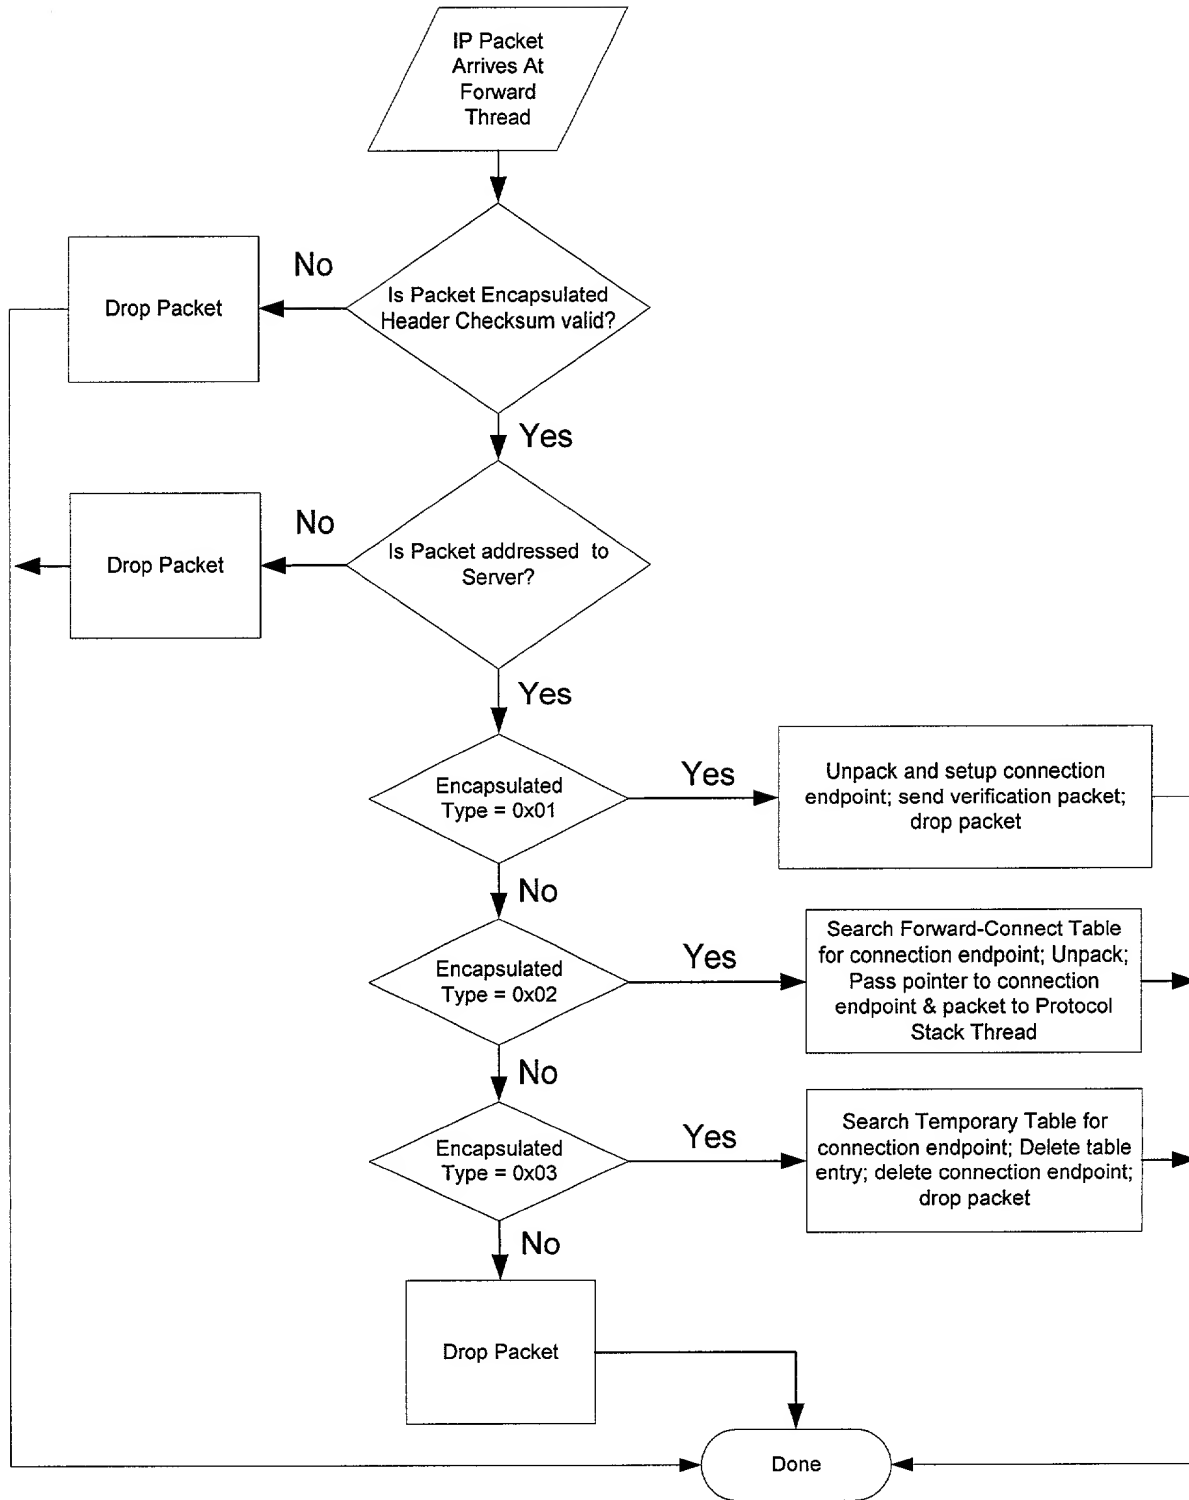 IP Packet
Arrives At
Forward
Thread
No
Drop Packet
Is Packet Encapsulated
Header Checksum valid?
Yes
No
Drop Packet
Is Packet addressed to
Server?
Yes
Encapsulated
Type = 0x01
Yes
Unpack and setup connection
endpoint; send verification packet;
drop packet
No
Encapsulated
Type = 0x02
Yes
Search Forward-Connect Table
for connection endpoint; Unpack;
Pass pointer to connection
endpoint & packet to Protocol
Stack Thread
No
Encapsulated
Type = 0x03
Yes
Search Temporary Table for
connection endpoint; Delete table
entry; delete connection endpoint;
drop packet
No
Drop Packet
Done